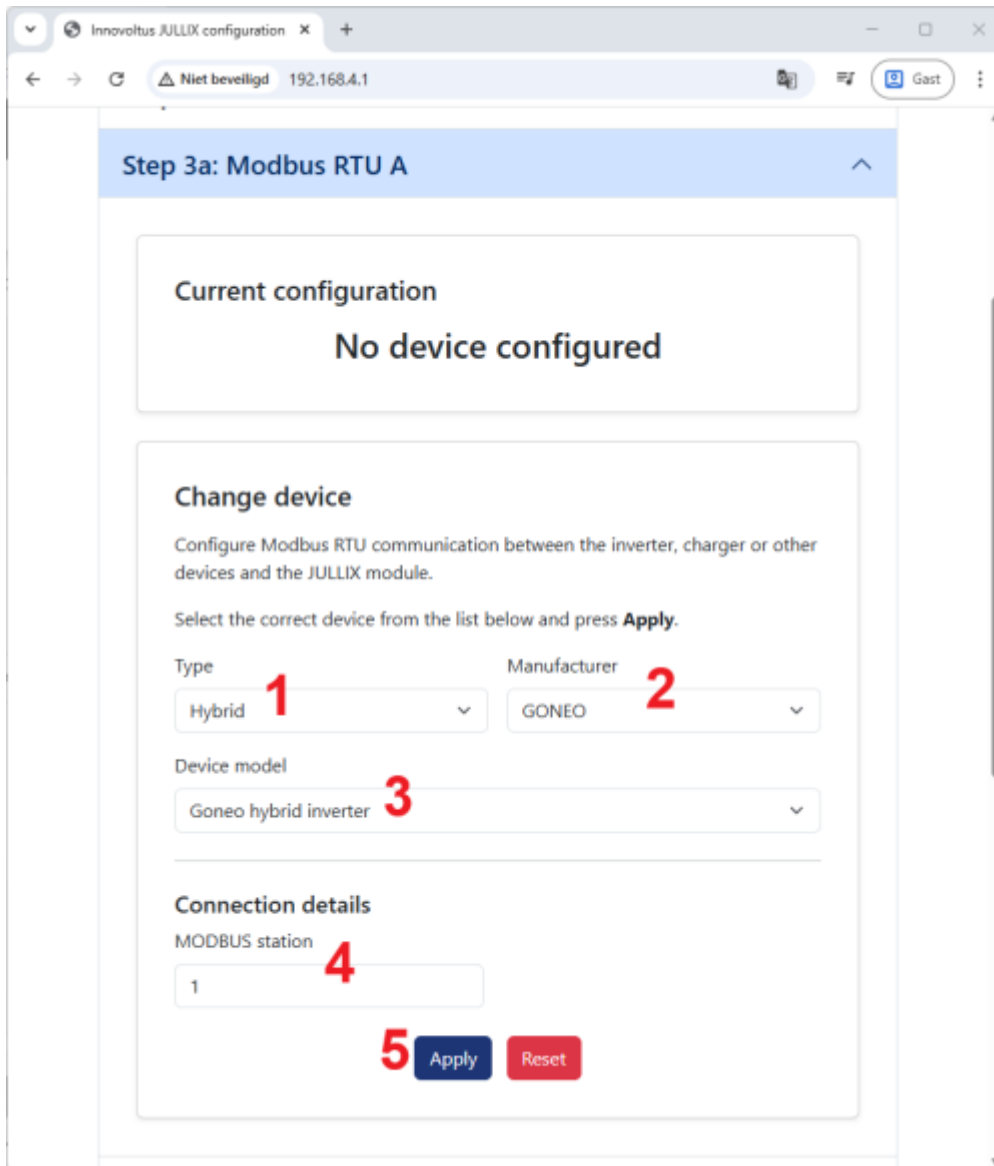 Innovoltus JULLIX configuration
Niet beveiligd 192.168.4.1
Gast
Step 3a: Modbus RTU A
Current configuration
No device configured
Change device
Configure Modbus RTU communication between the inverter, charger or other
devices and the JULLIX module.
Select the correct device from the list below and press Apply.
Type Manufacturer
Hybrid 1 GONEO 2
Device model
Goneo hybrid inverter 3
Connection details
MODBUS station
4
1
5 Apply Reset